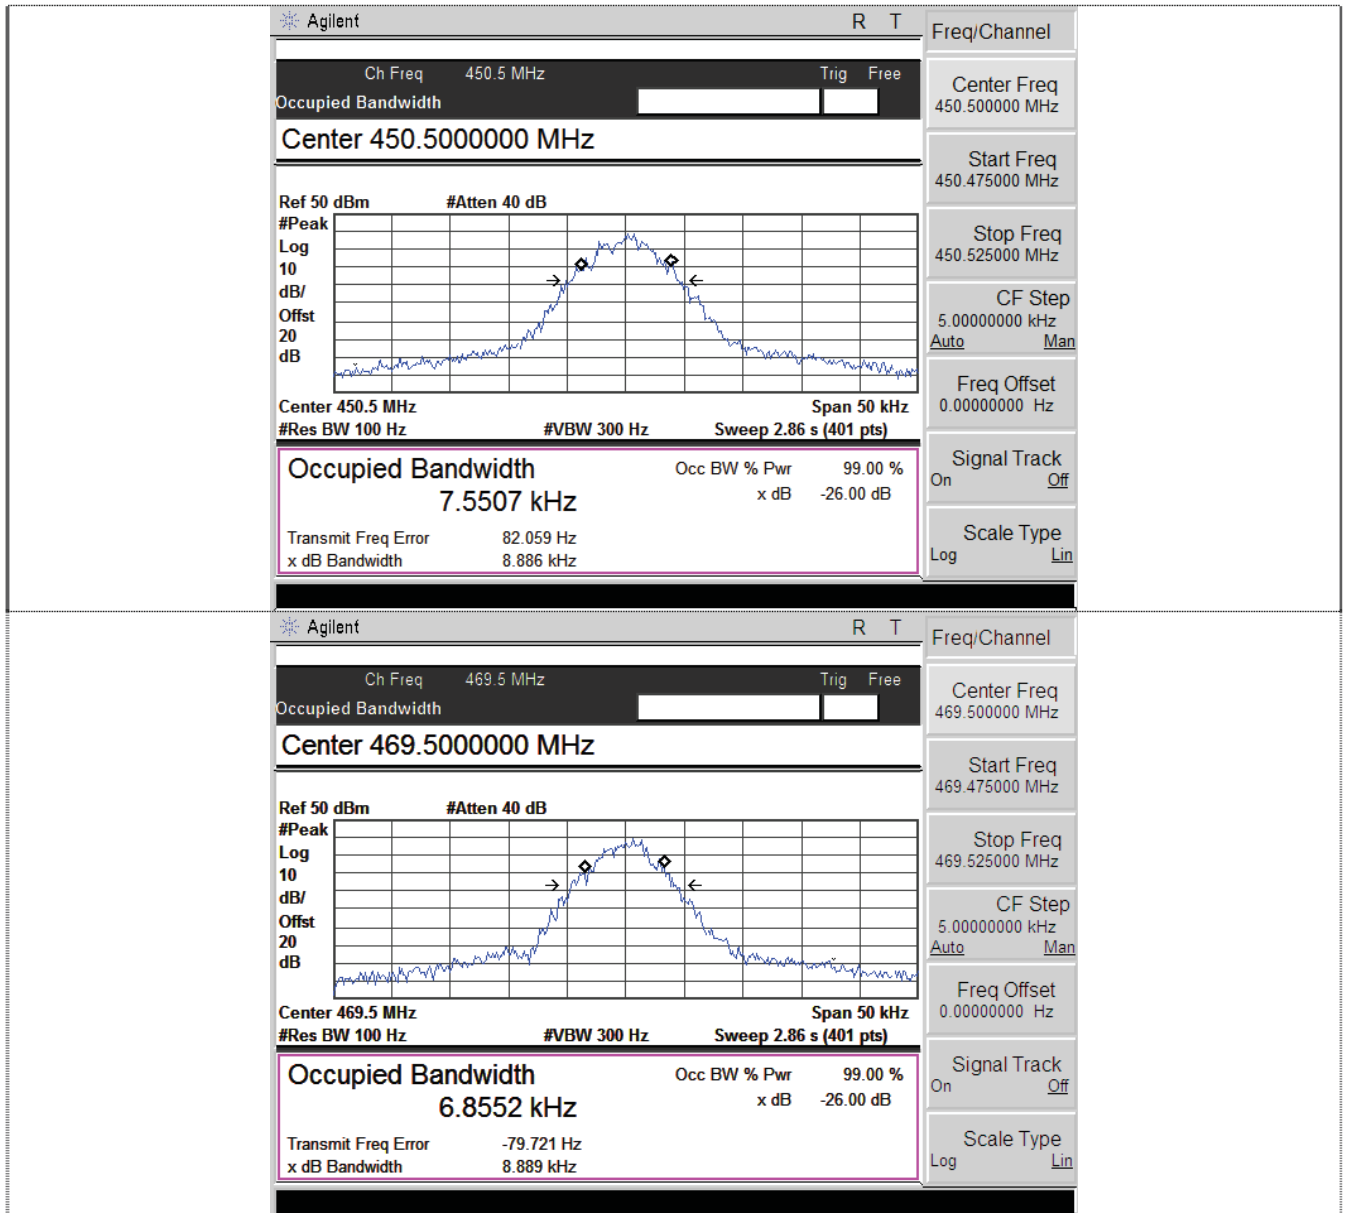 Agilent R T
Freq/Channel
Ch Freq 450.5 MHz Trig Free
Occupied Bandwidth
Center 450.5000000 MHz
Center Freq
450.500000 MHz
Start Freq
450.475000 MHz
Stop Freq
450.525000 MHz
CF Step
5.00000000 kHz
Auto Man
Freq Offset
0.00000000 Hz
Signal Track
On Off
Scale Type
Log Lin
Ref 50 dBm #Atten 40 dB
#Peak
Log
10
dB/
Offst
20
dB
Center 450.5 MHz Span 50 kHz
#Res BW 100 Hz #VBW 300 Hz Sweep 2.86 s (401 pts)
Occupied Bandwidth Occ BW % Pwr 99.00 %
7.5507 kHz x dB -26.00 dB
Transmit Freq Error 82.059 Hz
x dB Bandwidth 8.886 kHz
Agilent R T
Freq/Channel
Ch Freq 469.5 MHz Trig Free
Occupied Bandwidth
Center 469.5000000 MHz
Center Freq
469.500000 MHz
Start Freq
469.475000 MHz
Stop Freq
469.525000 MHz
CF Step
5.00000000 kHz
Auto Man
Freq Offset
0.00000000 Hz
Signal Track
On Off
Scale Type
Log Lin
Ref 50 dBm #Atten 40 dB
#Peak
Log
10
dB/
Offst
20
dB
Center 469.5 MHz Span 50 kHz
#Res BW 100 Hz #VBW 300 Hz Sweep 2.86 s (401 pts)
Occupied Bandwidth Occ BW % Pwr 99.00 %
6.8552 kHz x dB -26.00 dB
Transmit Freq Error -79.721 Hz
x dB Bandwidth 8.889 kHz